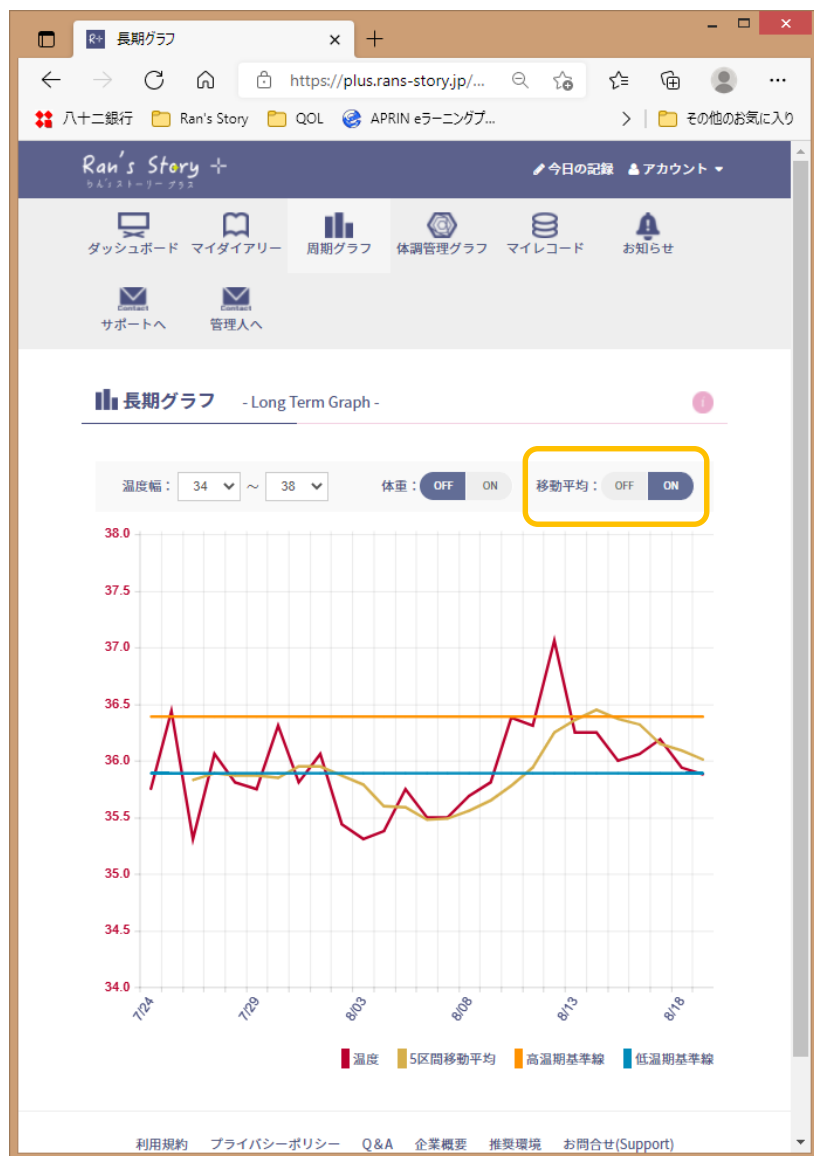 R+ 長期グラフ
https://plus.rans-story.jp/...
八十二銀行 Ran's Story QOL APRIN eラーニングプ... その他のお気に入り
Ran's Story +
らん'sストーリー プラス
今日の記録 アカウント
ダッシュボード マイダイアリー 周期グラフ 体調管理グラフ マイレコード お知らせ
Contact Contact
サポートへ 管理人へ
長期グラフ - Long Term Graph - i
温度幅： 34 ～ 38 体重： OFF ON 移動平均： OFF ON
38.0
37.5
37.0
36.5
36.0
35.5
35.0
34.5
34.0
7/24 7/29 8/03 8/08 8/13 8/18
温度 5区間移動平均 高温期基準線 低温期基準線
利用規約 プライバシーポリシー Q&A 企業概要 推奨環境 お問合せ(Support)